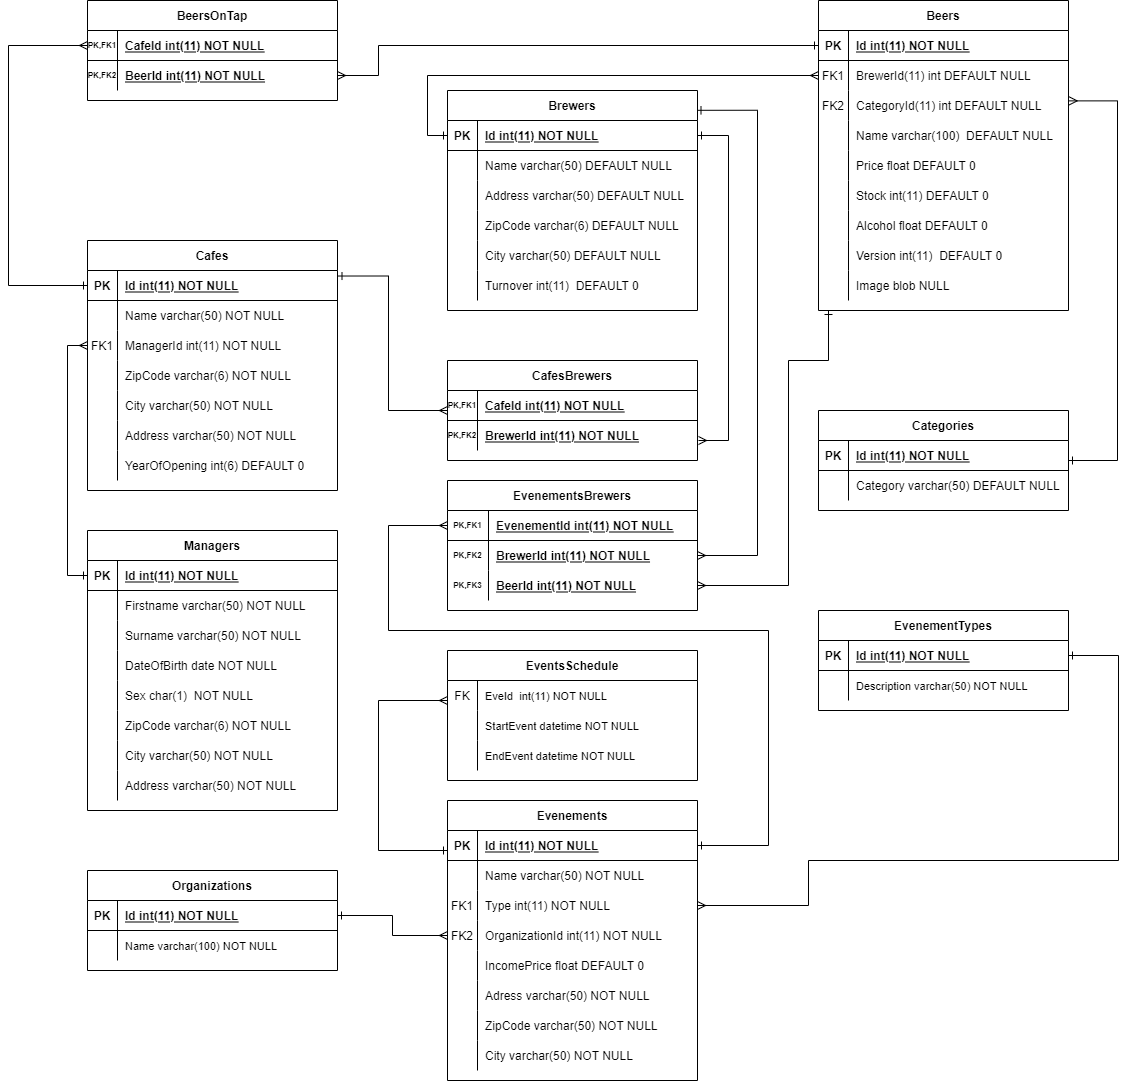 BeersOnTap
PK,FK1 CafeId int(11) NOT NULL
PK,FK2 BeerId int(11) NOT NULL
Beers
PK Id int(11) NOT NULL
FK1 BrewerId(11) int DEFAULT NULL
FK2 CategoryId(11) int DEFAULT NULL
Name varchar(100) DEFAULT NULL
Price float DEFAULT 0
Stock int(11) DEFAULT 0
Alcohol float DEFAULT 0
Version int(11) DEFAULT 0
Image blob NULL
Brewers
PK Id int(11) NOT NULL
Name varchar(50) DEFAULT NULL
Address varchar(50) DEFAULT NULL
ZipCode varchar(6) DEFAULT NULL
City varchar(50) DEFAULT NULL
Turnover int(11) DEFAULT 0
Cafes
PK Id int(11) NOT NULL
Name varchar(50) NOT NULL
FK1 ManagerId int(11) NOT NULL
ZipCode varchar(6) NOT NULL
City varchar(50) NOT NULL
Address varchar(50) NOT NULL
YearOfOpening int(6) DEFAULT 0
CafesBrewers
PK,FK1 CafeId int(11) NOT NULL
PK,FK2 BrewerId int(11) NOT NULL
Categories
PK Id int(11) NOT NULL
Category varchar(50) DEFAULT NULL
EvenementsBrewers
PK,FK1 EvenementId int(11) NOT NULL
PK,FK2 BrewerId int(11) NOT NULL
PK,FK3 BeerId int(11) NOT NULL
Managers
PK Id int(11) NOT NULL
Firstname varchar(50) NOT NULL
Surname varchar(50) NOT NULL
DateOfBirth date NOT NULL
Sex char(1) NOT NULL
ZipCode varchar(6) NOT NULL
City varchar(50) NOT NULL
Address varchar(50) NOT NULL
EvenementTypes
PK Id int(11) NOT NULL
Description varchar(50) NOT NULL
EventsSchedule
FK EveId int(11) NOT NULL
StartEvent datetime NOT NULL
EndEvent datetime NOT NULL
Evenements
PK Id int(11) NOT NULL
Name varchar(50) NOT NULL
FK1 Type int(11) NOT NULL
FK2 OrganizationId int(11) NOT NULL
IncomePrice float DEFAULT 0
Adress varchar(50) NOT NULL
ZipCode varchar(50) NOT NULL
City varchar(50) NOT NULL
Organizations
PK Id int(11) NOT NULL
Name varchar(100) NOT NULL